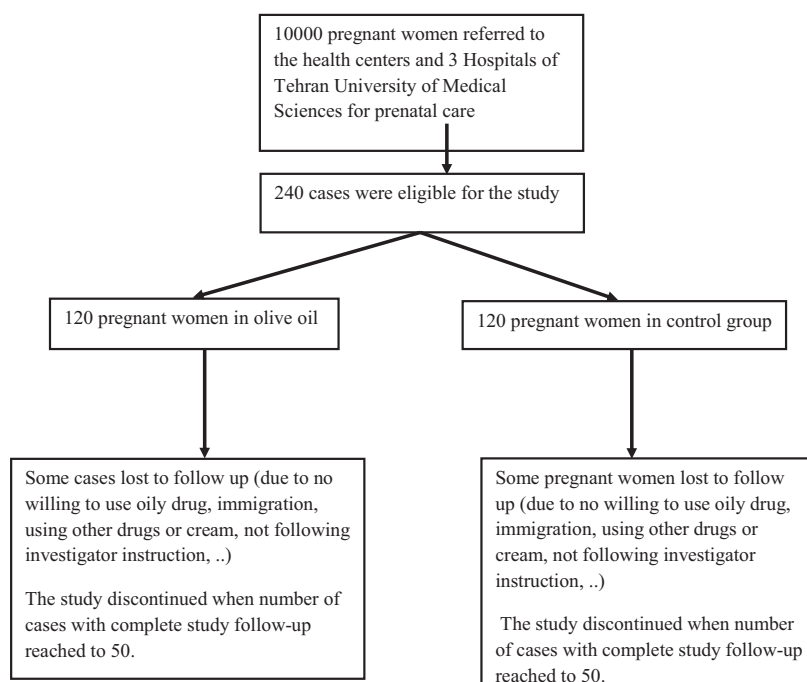 10000 pregnant women referred to
the health centers and 3 Hospitals of
Tehran University of Medical
Sciences for prenatal care
240 cases were eligible for the study
120 pregnant women in olive oil
120 pregnant women in control group
Some cases lost to follow up (due to no
willing to use oily drug, immigration,
using other drugs or cream, not following
investigator instruction, ..)
The study discontinued when number of
cases with complete study follow-up
reached to 50.
Some pregnant women lost to follow
up (due to no willing to use oily drug,
immigration, using other drugs or
cream, not following investigator
instruction, ..)
The study discontinued when number
of cases with complete study follow-up
reached to 50.